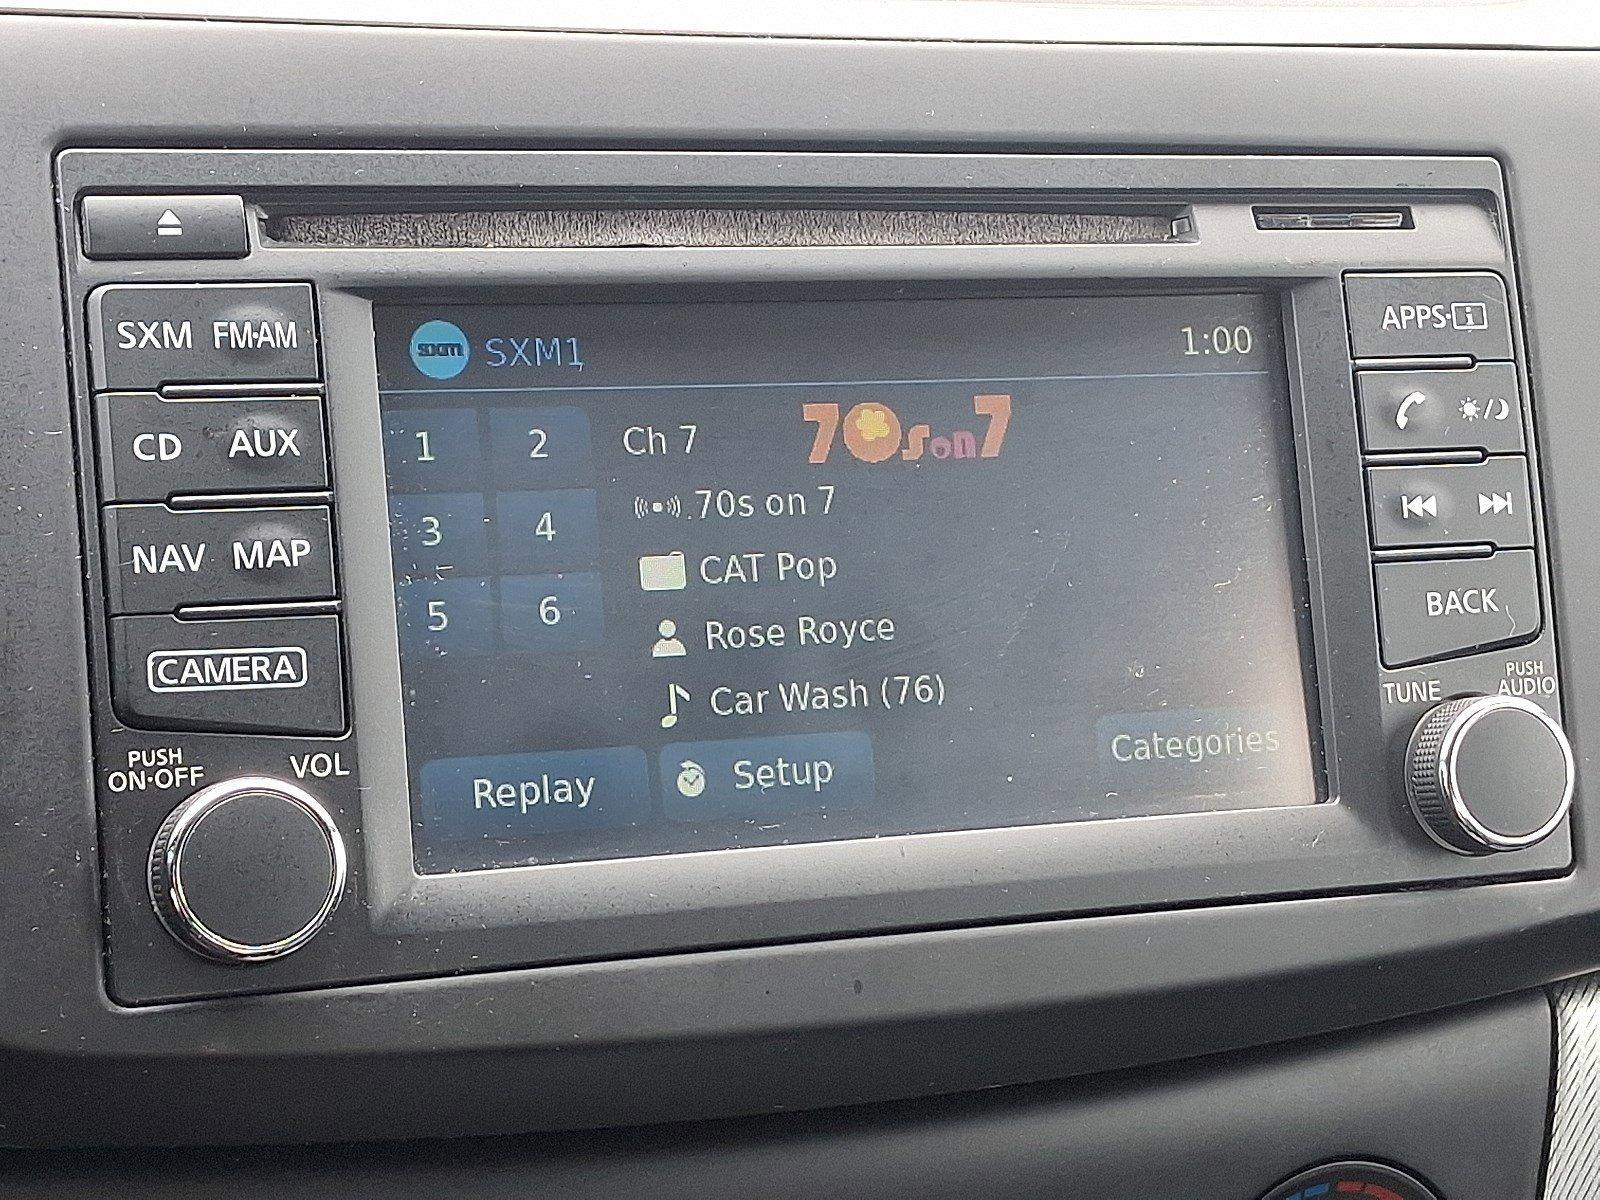 SXM FM·AM
CD AUX
NAV MAP
CAMERA
PUSH
ON·OFF
VOL
sxm SXM1
1:00
1 2
3 4
5 6
Ch 7
70s on 7
70s on 7
CAT Pop
Rose Royce
Car Wash (76)
Replay
Setup
Categories
APPS·i
BACK
TUNE
PUSH
AUDIO